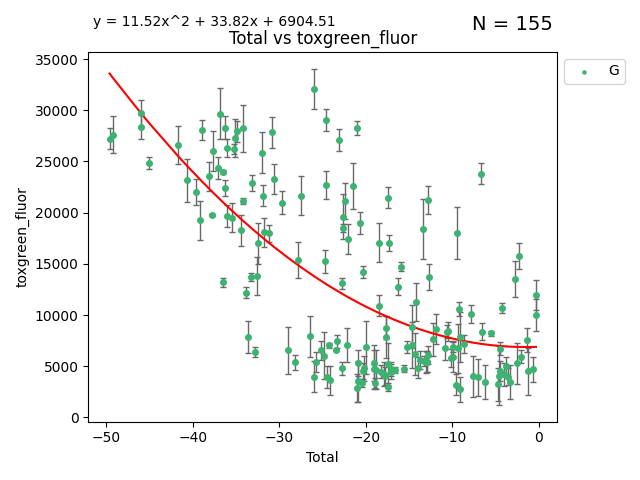 y = 11.52x^2 + 33.82x + 6904.51
N = 155
Total vs toxgreen_fluor
35000
30000
25000
20000
15000
10000
5000
0
toxgreen_fluor
−50 −40 −30 −20 −10 0
Total
G